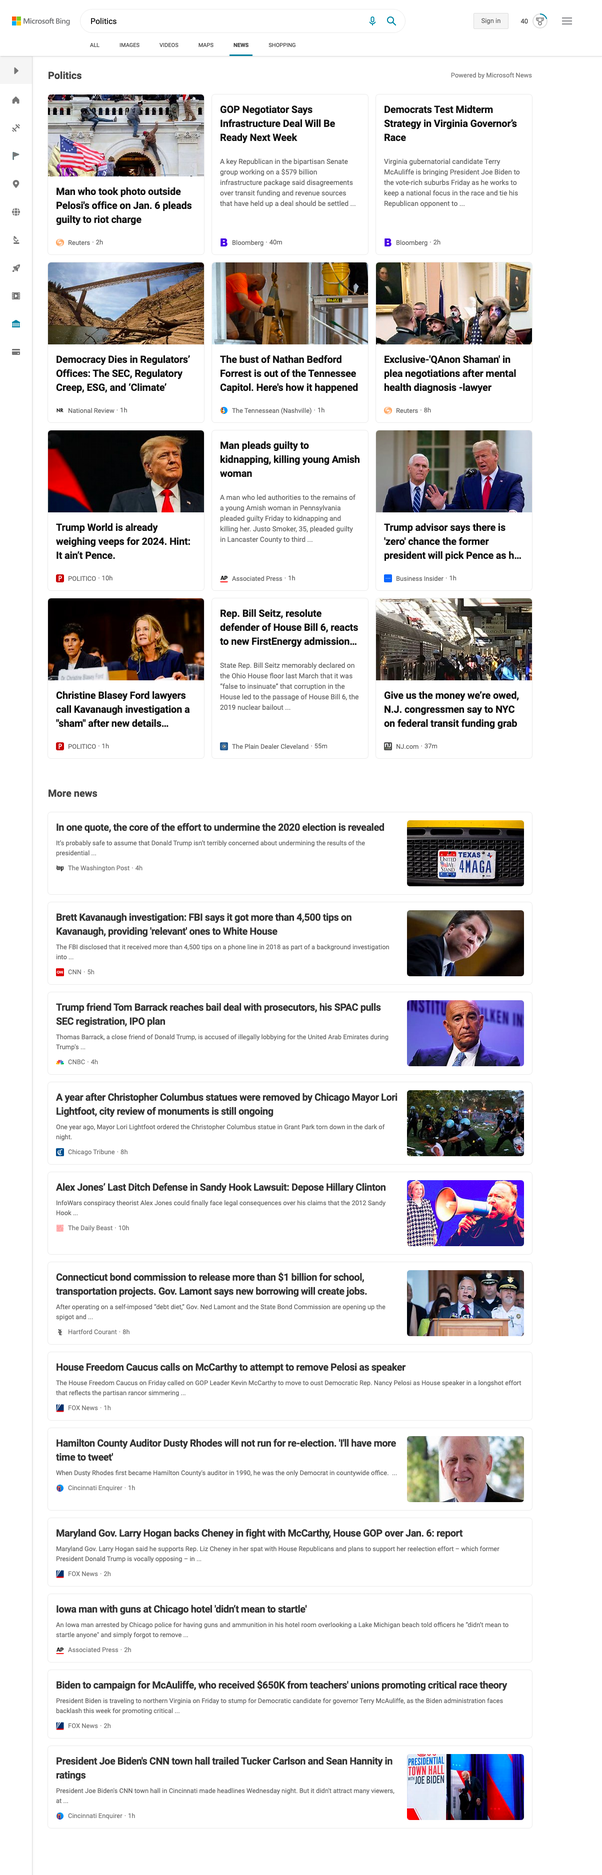 Microsoft Bing
Politics
Sign in
40
ALL
IMAGES
VIDEOS
MAPS
NEWS
SHOPPING
Politics
Powered by Microsoft News
Man who took photo outside
Pelosi's office on Jan. 6 pleads
guilty to riot charge
Reuters · 2h
GOP Negotiator Says
Infrastructure Deal Will Be
Ready Next Week
A key Republican in the bipartisan Senate
group working on a $579 billion
infrastructure package said disagreements
over transit funding and revenue sources
that have held up a deal should be settled ...
Bloomberg · 40m
Democrats Test Midterm
Strategy in Virginia Governor's
Race
Virginia gubernatorial candidate Terry
McAuliffe is bringing President Joe Biden to
the vote-rich suburbs Friday as he works to
keep a national focus in the race and tie his
Republican opponent to ...
Bloomberg · 2h
Democracy Dies in Regulators'
Offices: The SEC, Regulatory
Creep, ESG, and 'Climate'
NR National Review · 1h
The bust of Nathan Bedford
Forrest is out of the Tennessee
Capitol. Here's how it happened
The Tennessean (Nashville) · 1h
Exclusive-'QAnon Shaman' in
plea negotiations after mental
health diagnosis -lawyer
Reuters · 8h
Trump World is already
weighing veeps for 2024. Hint:
It ain't Pence.
POLITICO · 10h
Man pleads guilty to
kidnapping, killing young Amish
woman
A man who led authorities to the remains of
a young Amish woman in Pennsylvania
pleaded guilty Friday to kidnapping and
killing her. Justo Smoker, 35, pleaded guilty
in Lancaster County to third ...
AP Associated Press · 1h
Trump advisor says there is
'zero' chance the former
president will pick Pence as h...
Business Insider · 1h
Christine Blasey Ford lawyers
call Kavanaugh investigation a
"sham" after new details...
POLITICO · 1h
Rep. Bill Seitz, resolute
defender of House Bill 6, reacts
to new FirstEnergy admission...
State Rep. Bill Seitz memorably declared on
the Ohio House floor last March that it was
"false to insinuate" that corruption in the
House led to the passage of House Bill 6, the
2019 nuclear bailout ...
The Plain Dealer Cleveland · 55m
Give us the money we're owed,
N.J. congressmen say to NYC
on federal transit funding grab
NJ.com · 37m
More news
In one quote, the core of the effort to undermine the 2020 election is revealed
It's probably safe to assume that Donald Trump isn't terribly concerned about undermining the results of the
presidential ...
wp The Washington Post · 4h
TEXAS
4MAGA
Brett Kavanaugh investigation: FBI says it got more than 4,500 tips on
Kavanaugh, providing 'relevant' ones to White House
The FBI disclosed that it received more than 4,500 tips on a phone line in 2018 as part of a background investigation
into ...
CNN · 5h
Trump friend Tom Barrack reaches bail deal with prosecutors, his SPAC pulls
SEC registration, IPO plan
Thomas Barrack, a close friend of Donald Trump, is accused of illegally lobbying for the United Arab Emirates during
Trump's ...
CNBC · 4h
A year after Christopher Columbus statues were removed by Chicago Mayor Lori
Lightfoot, city review of monuments is still ongoing
One year ago, Mayor Lori Lightfoot ordered the Christopher Columbus statue in Grant Park torn down in the dark of
night.
Chicago Tribune · 8h
Alex Jones' Last Ditch Defense in Sandy Hook Lawsuit: Depose Hillary Clinton
InfoWars conspiracy theorist Alex Jones could finally face legal consequences over his claims that the 2012 Sandy
Hook ...
The Daily Beast · 10h
Connecticut bond commission to release more than $1 billion for school,
transportation projects. Gov. Lamont says new borrowing will create jobs.
After operating on a self-imposed "debt diet," Gov. Ned Lamont and the State Bond Commission are opening up the
spigot and ...
Hartford Courant · 8h
House Freedom Caucus calls on McCarthy to attempt to remove Pelosi as speaker
The House Freedom Caucus on Friday called on GOP Leader Kevin McCarthy to move to oust Democratic Rep. Nancy Pelosi as House speaker in a longshot effort
that reflects the partisan rancor simmering ...
FOX News · 1h
Hamilton County Auditor Dusty Rhodes will not run for re-election. 'I'll have more
time to tweet'
When Dusty Rhodes first became Hamilton County's auditor in 1990, he was the only Democrat in countywide office. ...
Cincinnati Enquirer · 1h
Maryland Gov. Larry Hogan backs Cheney in fight with McCarthy, House GOP over Jan. 6: report
Maryland Gov. Larry Hogan said he supports Rep. Liz Cheney in her spat with House Republicans and plans to support her reelection effort – which former
President Donald Trump is vocally opposing – in ...
FOX News · 2h
Iowa man with guns at Chicago hotel 'didn't mean to startle'
An Iowa man arrested by Chicago police for having guns and ammunition in his hotel room overlooking a Lake Michigan beach told officers he "didn't mean to
startle anyone" and simply forgot to remove ...
AP Associated Press · 2h
Biden to campaign for McAuliffe, who received $650K from teachers' unions promoting critical race theory
President Biden is traveling to northern Virginia on Friday to stump for Democratic candidate for governor Terry McAuliffe, as the Biden administration faces
backlash this week for promoting critical ...
FOX News · 2h
President Joe Biden's CNN town hall trailed Tucker Carlson and Sean Hannity in
ratings
President Joe Biden's CNN town hall in Cincinnati made headlines Wednesday night. But it didn't attract many viewers,
at ...
Cincinnati Enquirer · 1h
PRESIDENTIAL
TOWN HALL
JOE BIDEN